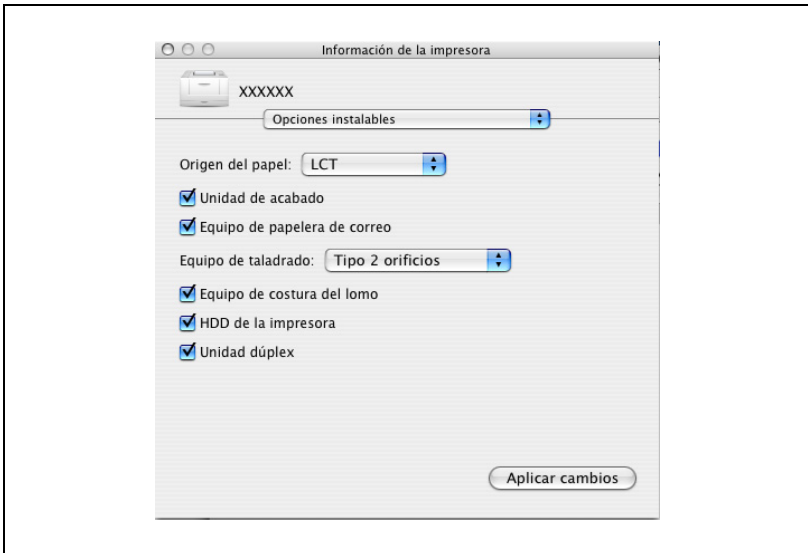 Información de la impresora
XXXXXX
Opciones instalables
Origen del papel: LCT
Unidad de acabado
Equipo de papelera de correo
Equipo de taladrado: Tipo 2 orificios
Equipo de costura del lomo
HDD de la impresora
Unidad dúplex
Aplicar cambios